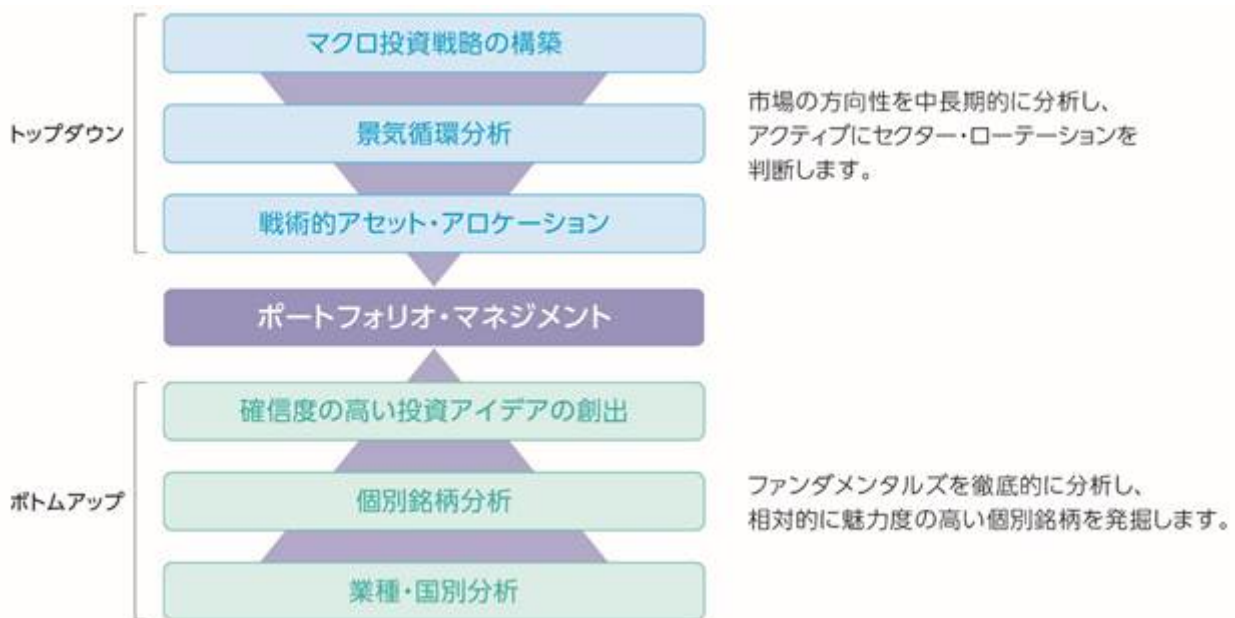 マクロ投資戦略の構築
トップダウン
景気循環分析
戦術的アセット・アロケーション
市場の方向性を中長期的に分析し、
アクティブにセクター・ローテーションを
判断します。
ポートフォリオ・マネジメント
確信度の高い投資アイデアの創出
ボトムアップ
個別銘柄分析
業種・国別分析
ファンダメンタルズを徹底的に分析し、
相対的に魅力度の高い個別銘柄を発掘します。